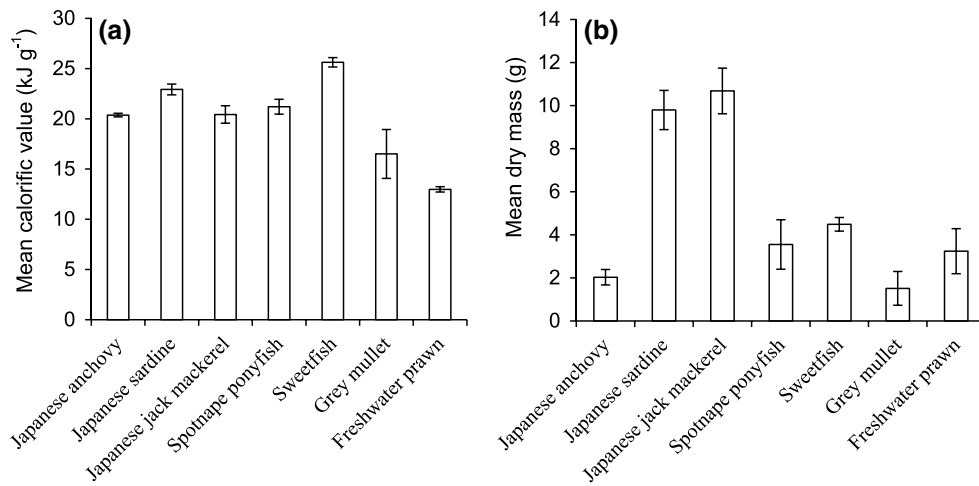 (a)
Mean calorific value (kJ g-1)
30
25
20
15
10
5
0
Japanese anchovy
Japanese sardine
Japanese jack mackerel
Spotnape ponyfish
Sweetfish
Grey mullet
Freshwater prawn
(b)
Mean dry mass (g)
14
12
10
8
6
4
2
0
Japanese anchovy
Japanese sardine
Japanese jack mackerel
Spotnape ponyfish
Sweetfish
Grey mullet
Freshwater prawn